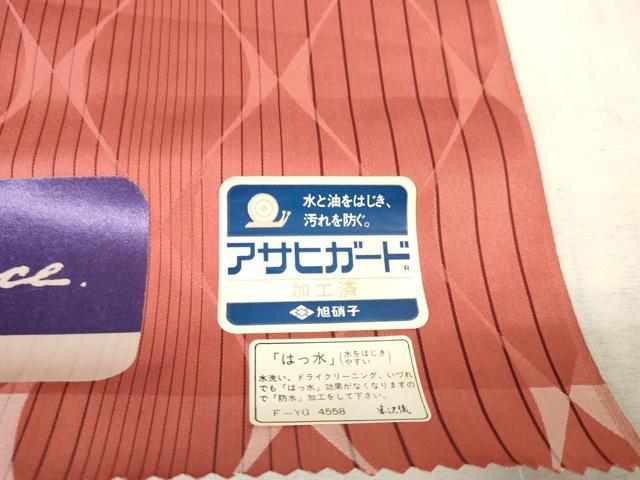 ce.
水と油をはじき、
汚れを防ぐ。
アサヒガード®
加工済
旭硝子
「はっ水」(水をはじきやすい)
水洗い、ドライクリーニング、いづれ
でも「はっ水」効果がなくなりますの
で「防水」加工をして下さい。
F-YG 4558